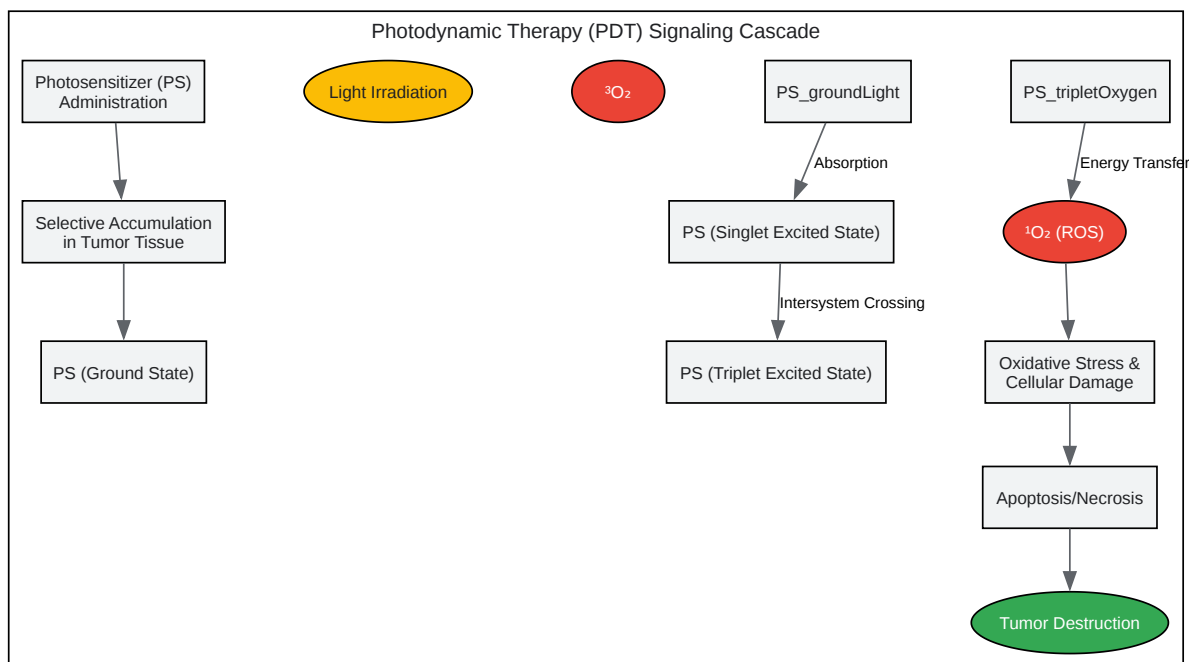 Photodynamic Therapy (PDT) Signaling Cascade
Photosensitizer (PS)
Administration
Light Irradiation
³O₂
PS_groundLight
PS_tripletOxygen
Absorption
Energy Transfer
Selective Accumulation
in Tumor Tissue
PS (Singlet Excited State)
¹O₂ (ROS)
Intersystem Crossing
PS (Ground State)
PS (Triplet Excited State)
Oxidative Stress &
Cellular Damage
Apoptosis/Necrosis
Tumor Destruction